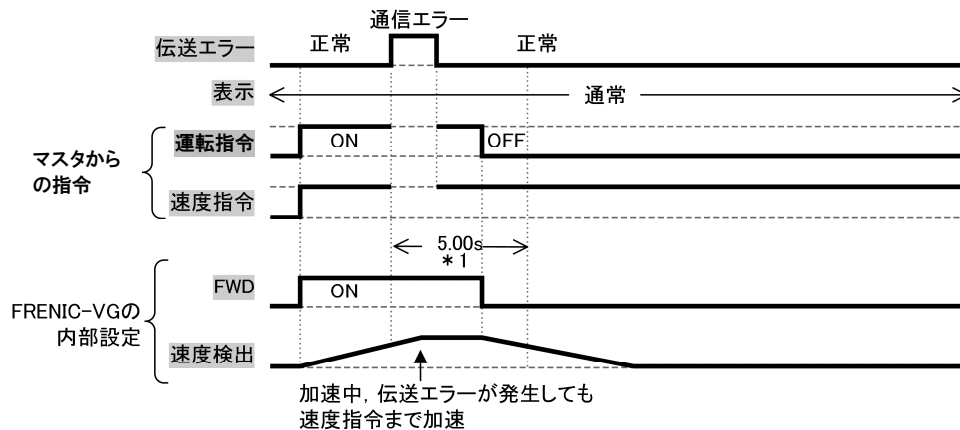 通信エラー
伝送エラー
正常
正常
表示
通常
マスタから
の指令
運転指令
ON
OFF
速度指令
5.00s
*1
FRENIC-VGの
内部設定
FWD
ON
速度検出
加速中，伝送エラーが発生しても
速度指令まで加速